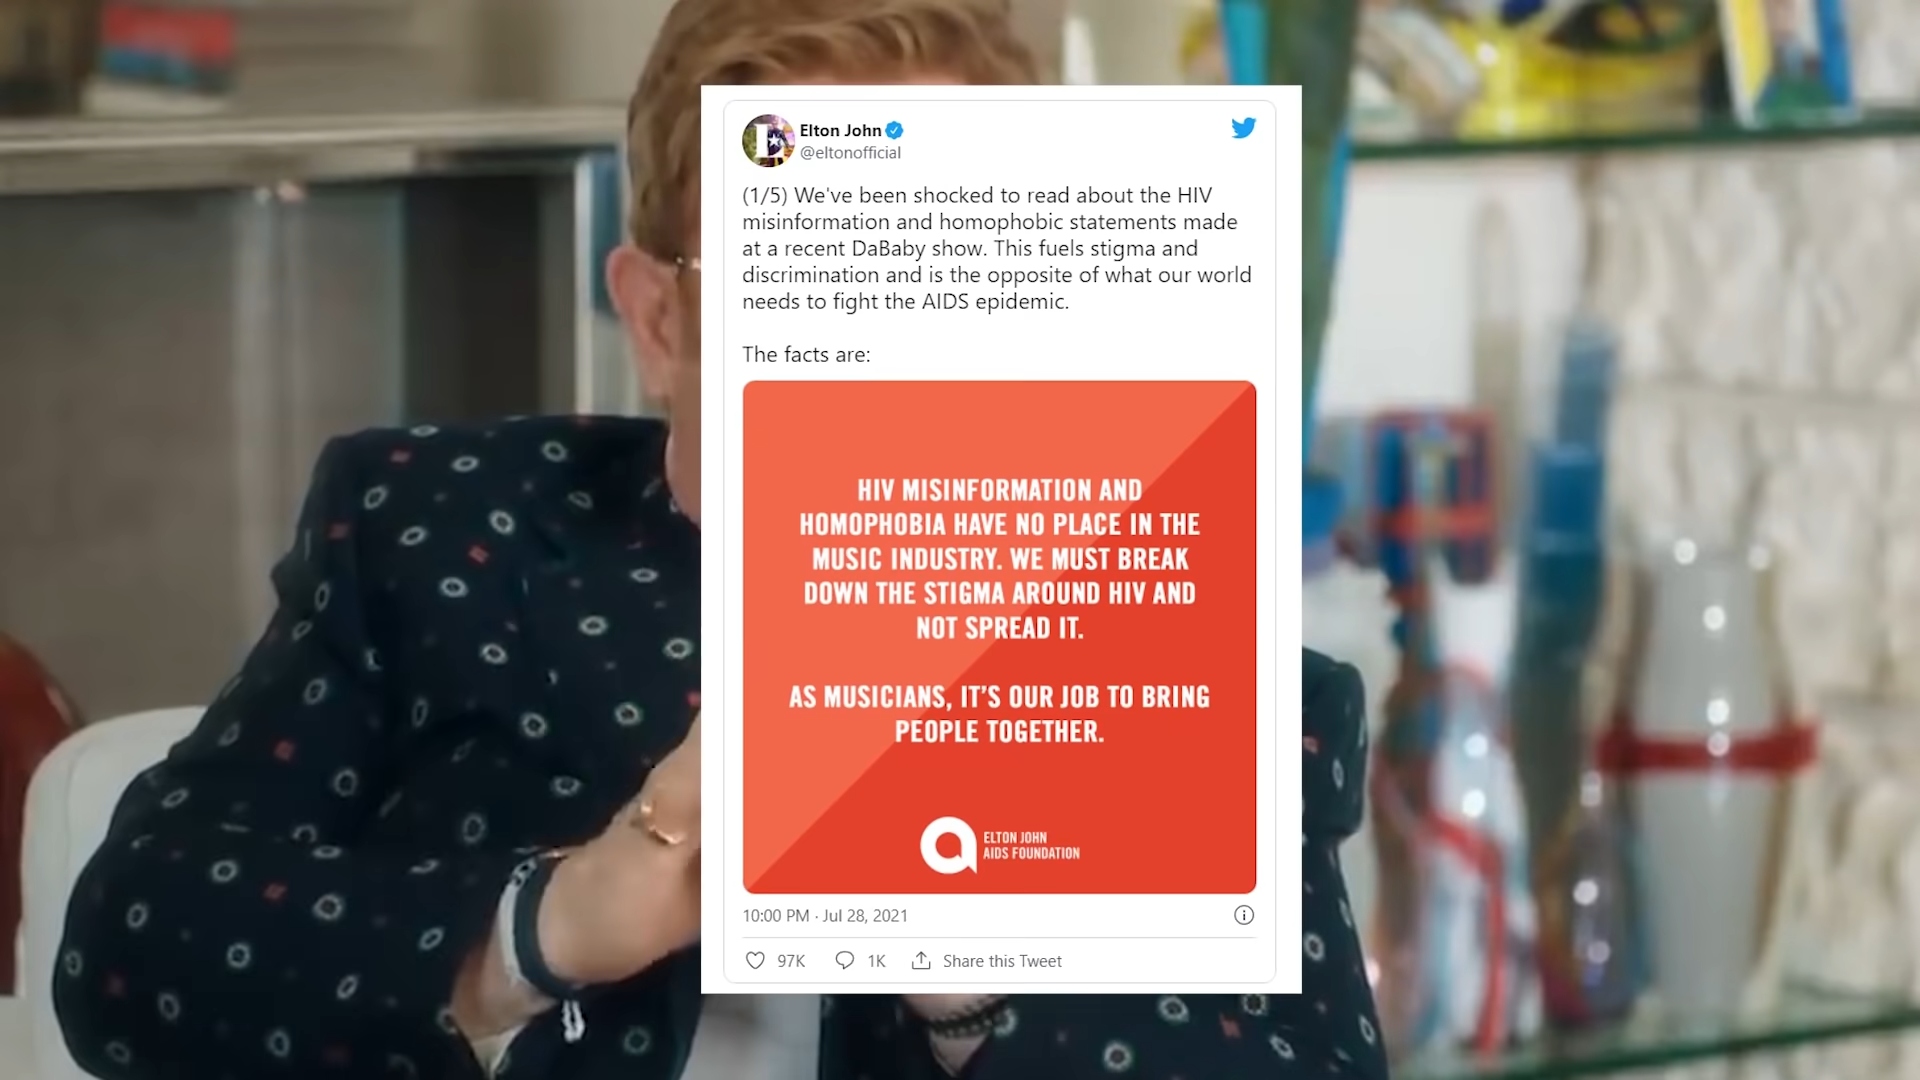 Elton John
@eltonofficial
(1/5) We've been shocked to read about the HIV
misinformation and homophobic statements made
at a recent DaBaby show. This fuels stigma and
discrimination and is the opposite of what our world
needs to fight the AIDS epidemic.
The facts are:
HIV MISINFORMATION AND
HOMOPHOBIA HAVE NO PLACE IN THE
MUSIC INDUSTRY. WE MUST BREAK
DOWN THE STIGMA AROUND HIV AND
NOT SPREAD IT.
AS MUSICIANS, IT'S OUR JOB TO BRING
PEOPLE TOGETHER.
ELTON JOHN
AIDS FOUNDATION
10:00 PM · Jul 28, 2021
97K
1K
Share this Tweet